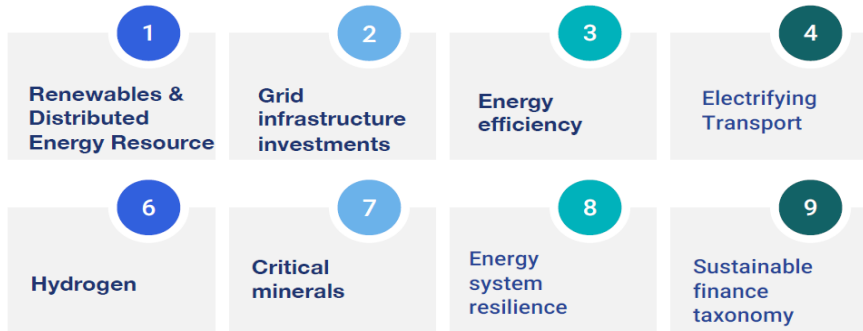 1
Renewables &
Distributed
Energy Resource
2
Grid
infrastructure
investments
3
Energy
efficiency
4
Electrifying
Transport
6
Hydrogen
7
Critical
minerals
8
Energy
system
resilience
9
Sustainable
finance
taxonomy